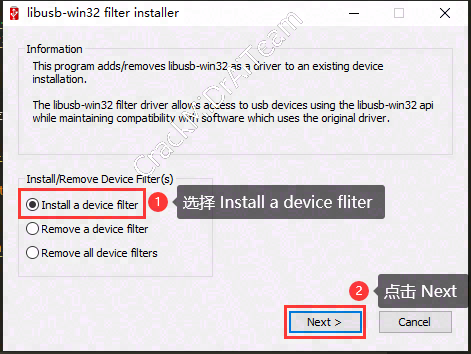 libusb-win32 filter installer
Information
This program adds/removes libusb-win32 as a driver to an existing device
installation.
The libusb-win32 filter driver allows access to usb devices using the libusb-win32 api
while maintaining compatibility with software which uses the original driver.
CrackMiDrATeam
Install/Remove Device Filter(s)
Install a device filter
1 选择 Install a device fliter
Remove a device filter
Remove all device filters
2 点击 Next
Next >
Cancel